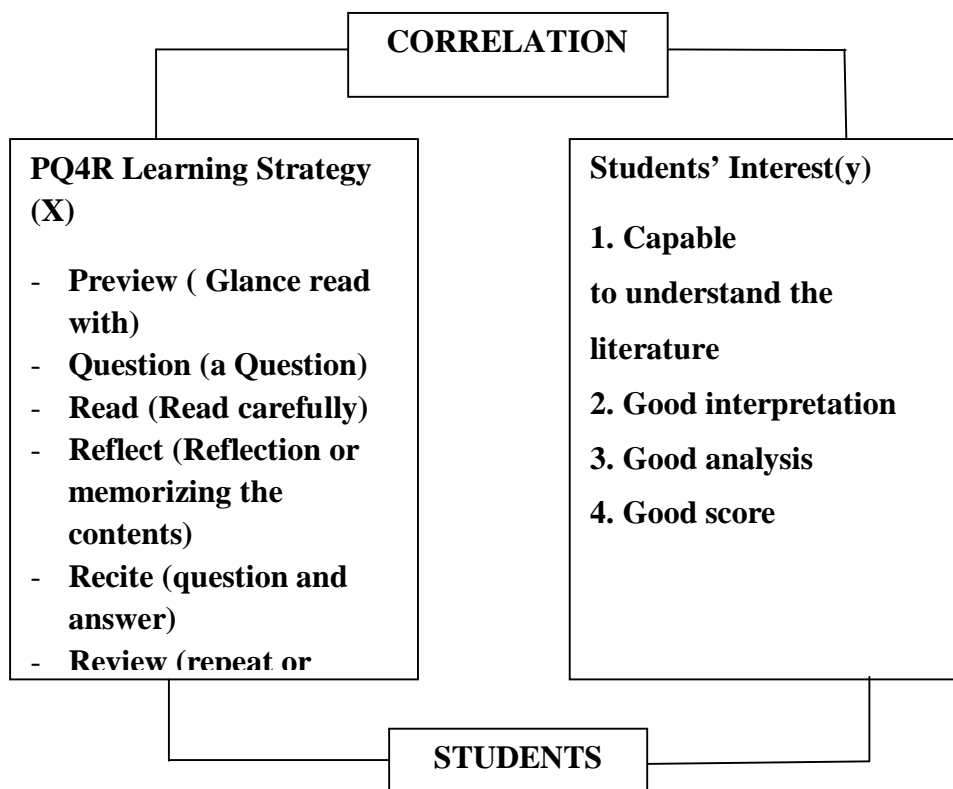 CORRELATION
PQ4R Learning Strategy
(X)
- Preview ( Glance read
with)
- Question (a Question)
- Read (Read carefully)
- Reflect (Reflection or
memorizing the
contents)
- Recite (question and
answer)
- Review (repeat or
Students’ Interest(y)
1. Capable
to understand the
literature
2. Good interpretation
3. Good analysis
4. Good score
STUDENTS